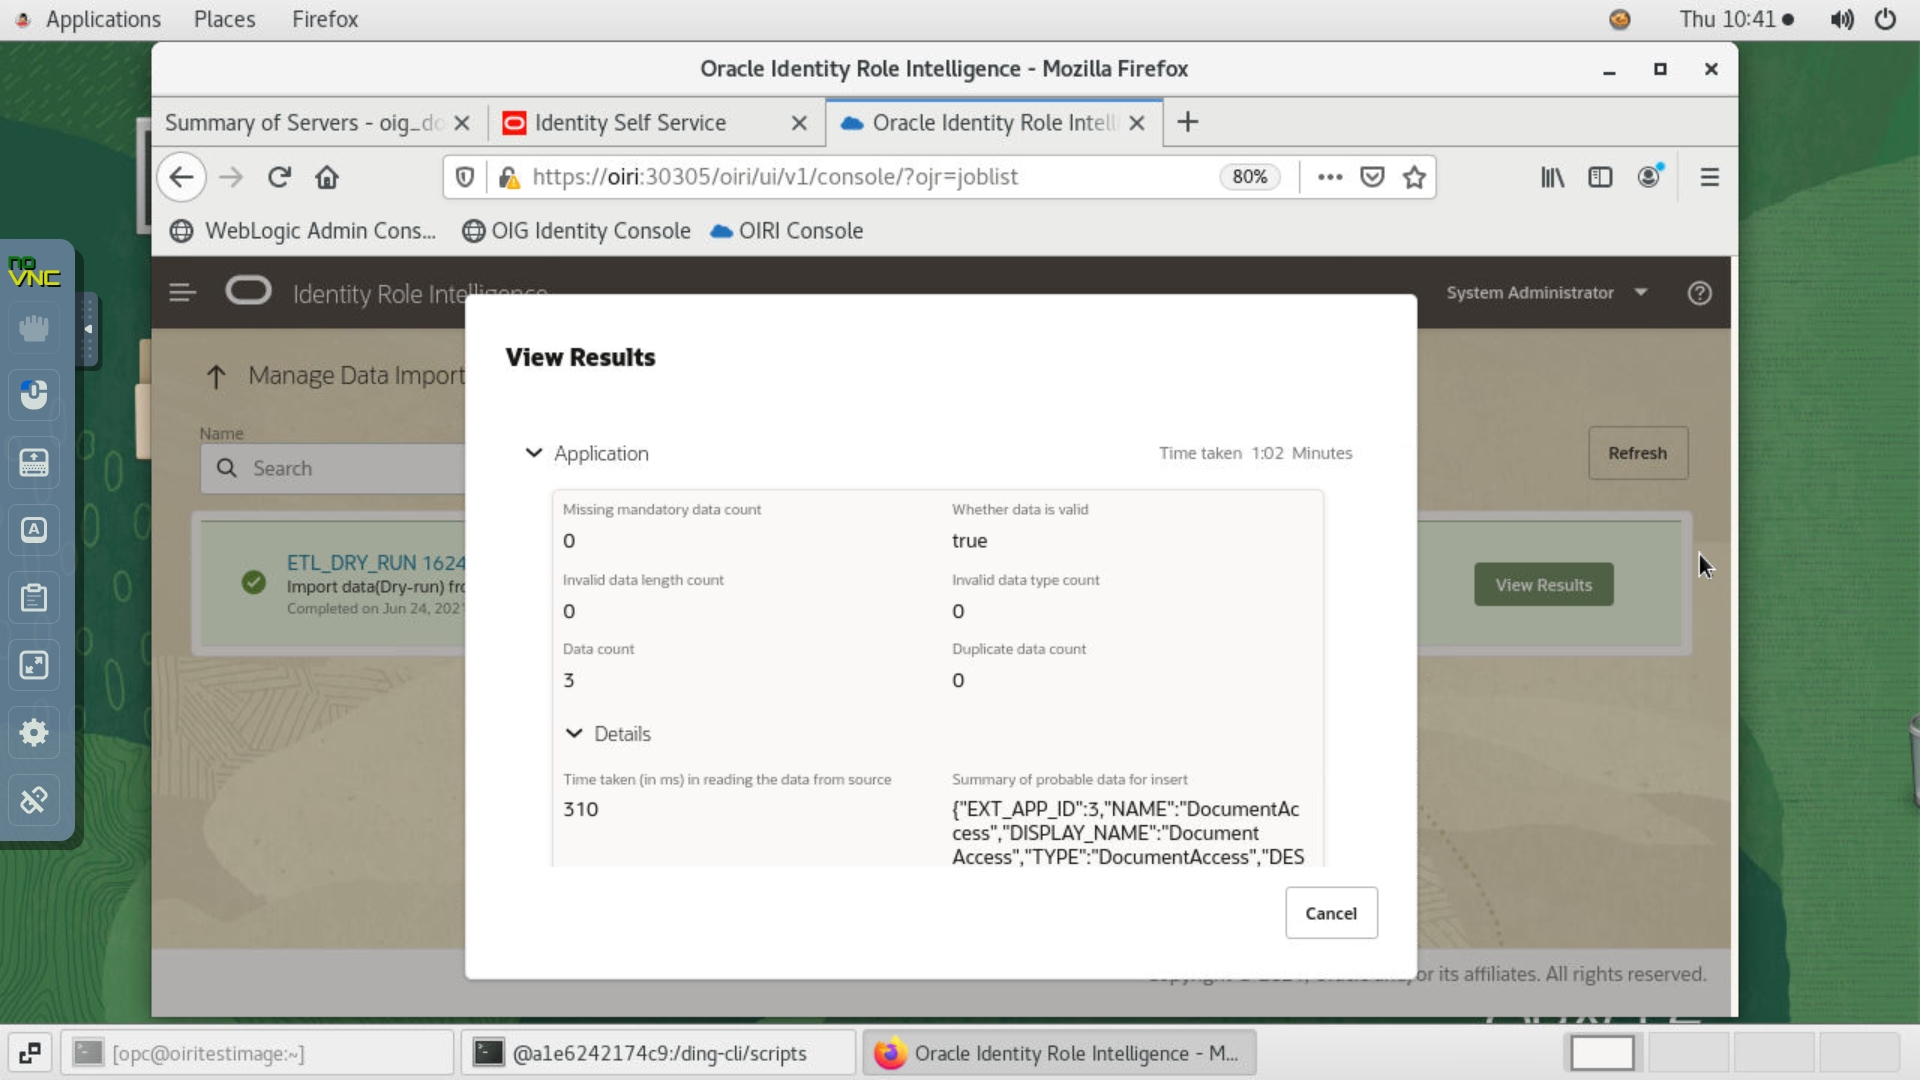 Applications Places Firefox Thu 10:41
Oracle Identity Role Intelligence - Mozilla Firefox
Summary of Servers - oig_do Identity Self Service Oracle Identity Role Intell
https://oiri:30305/oiri/ui/v1/console/?ojr=joblist 80%
WebLogic Admin Cons... OIG Identity Console OIRI Console
no
VNC
Identity Role Intelligence System Administrator
View Results
Manage Data Import
Name
Search
Refresh
Application Time taken 1:02 Minutes
Missing mandatory data count Whether data is valid
0 true
Invalid data length count Invalid data type count
0 0
Data count Duplicate data count
3 0
ETL_DRY_RUN 1624
Import data(Dry-run) fro
Completed on Jun 24, 2021
View Results
Details
Time taken (in ms) in reading the data from source Summary of probable data for insert
310 {"EXT_APP_ID":3,"NAME":"DocumentAc
cess","DISPLAY_NAME":"Document
Access","TYPE":"DocumentAccess","DES
Cancel
or its affiliates. All rights reserved.
[opc@oiritestimage:~] @a1e6242174c9:/ding-cli/scripts Oracle Identity Role Intelligence - M...